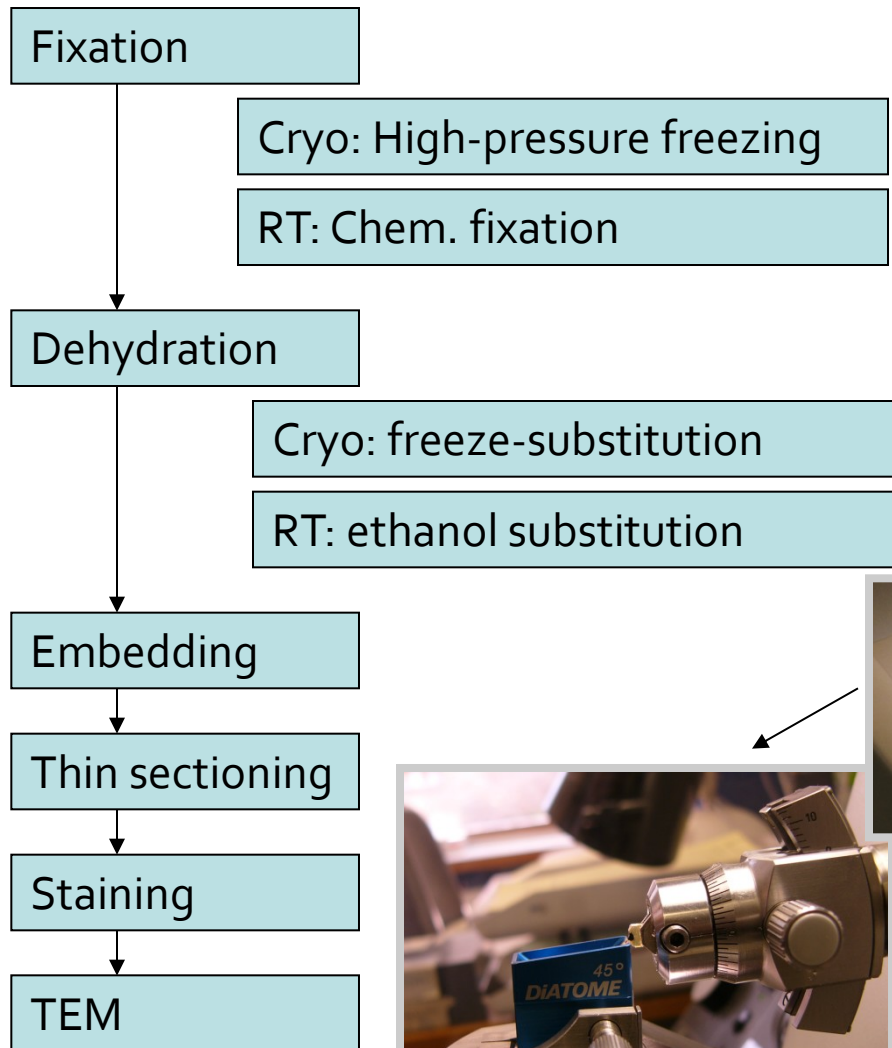 Fixation
Cryo: High-pressure freezing
RT: Chem. fixation
Dehydration
Cryo: freeze-substitution
RT: ethanol substitution
Embedding
Thin sectioning
Staining
TEM
10
45°
DiATOME